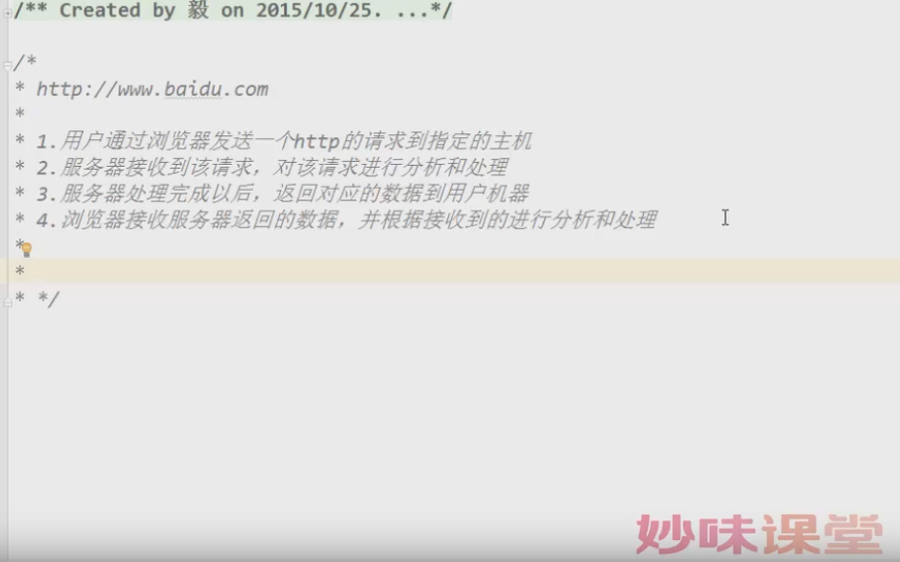 /** Created by 毅 on 2015/10/25. ...*/
/*
* http://www.baidu.com
*
* 1.用户通过浏览器发送一个http的请求到指定的主机
* 2.服务器接收到该请求，对该请求进行分析和处理
* 3.服务器处理完成以后，返回对应的数据到用户机器
* 4.浏览器接收服务器返回的数据，并根据接收到的进行分析和处理
*
*
* */
妙味课堂